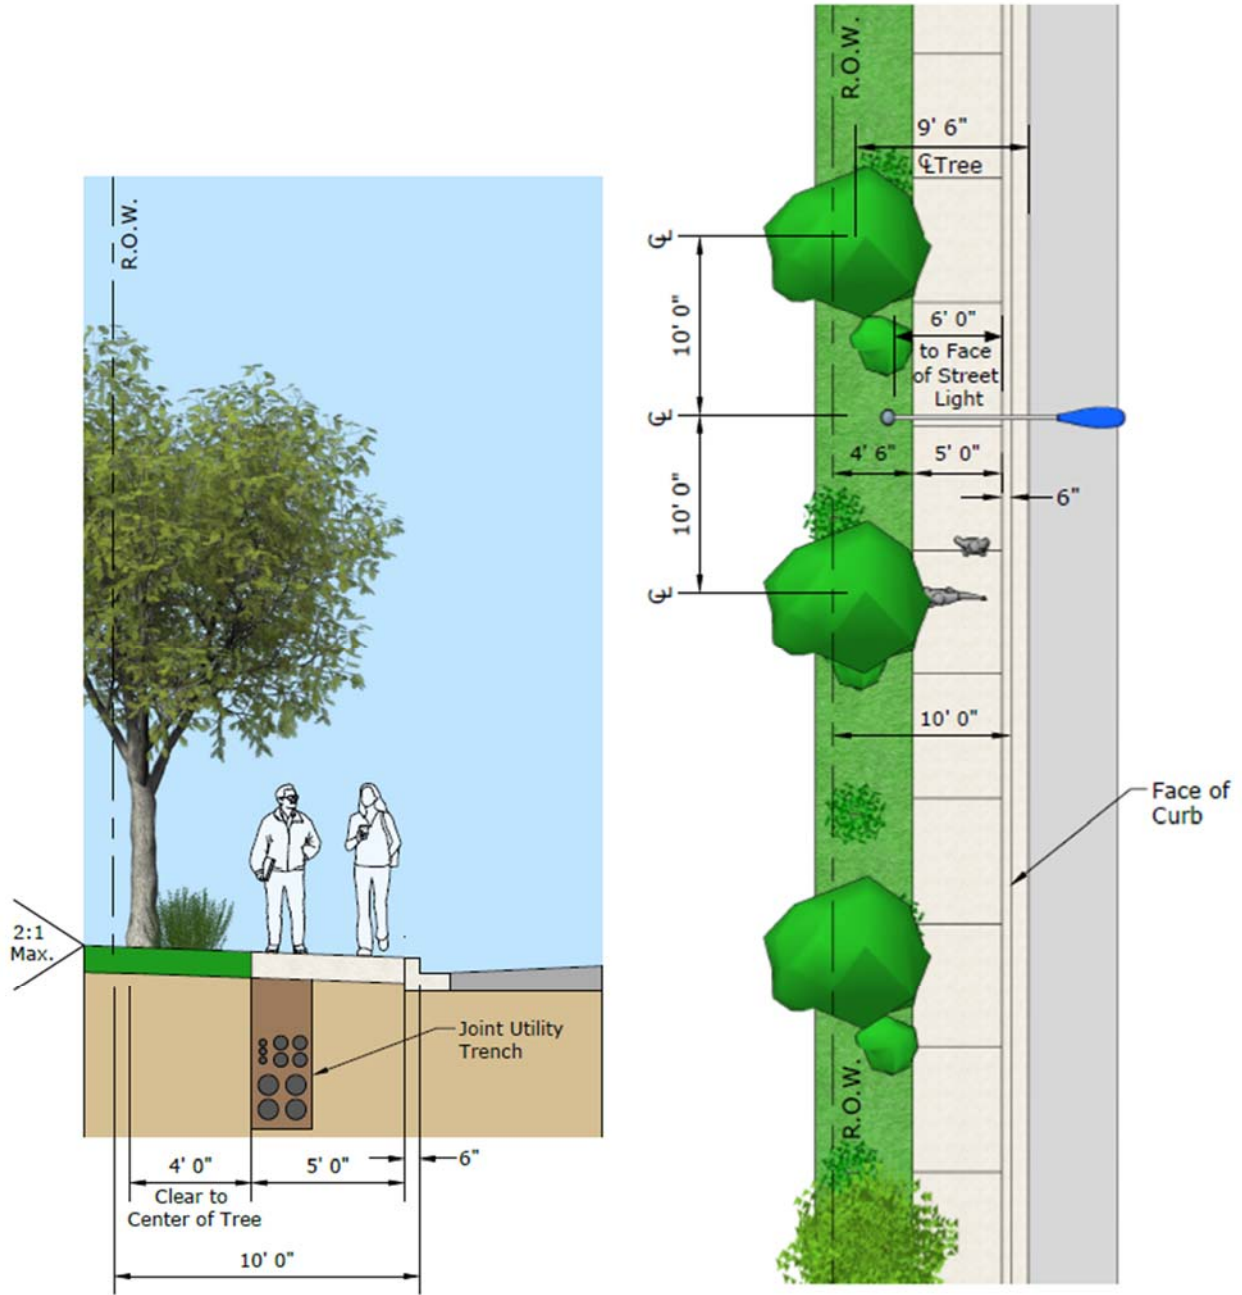 R.O.W.
2:1
Max.
Joint Utility
Trench
4' 0"
5' 0"
6"
Clear to
Center of Tree
10' 0"
R.O.W.
9' 6"
℄Tree
℄
10' 0"
6' 0"
to Face
of Street
Light
℄
4' 6"
5' 0"
10' 0"
6"
℄
10' 0"
Face of
Curb
R.O.W.